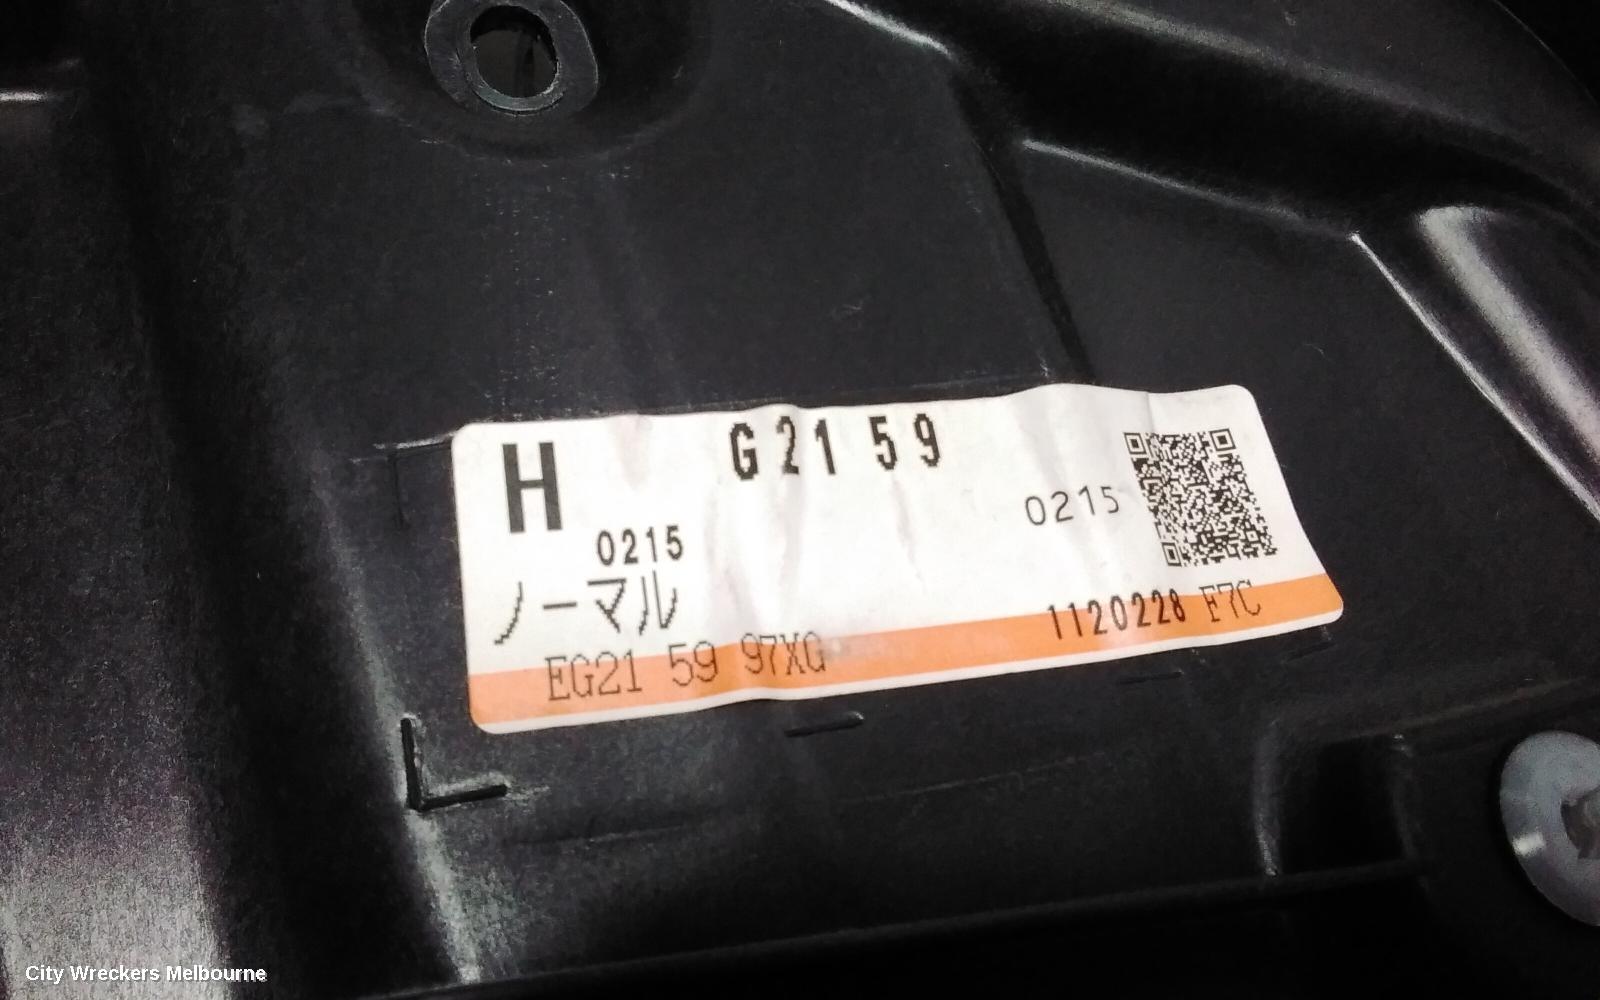 H G21 59
0215
0215
ノーマル
EG21 59 97XG
1120228 F7C
City Wreckers Melbourne